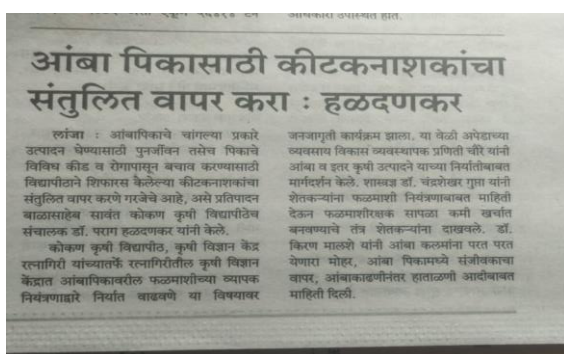 आंबा पिकासाठी कीटकनाशकांचा
संतुलित वापर करा : हळदणकर
लांजा : आंबापिकाचे चांगल्या प्रकारे
उत्पादन घेण्यासाठी पुनर्जीवन तसेच पिकाचे
विविध कीड व रोगापासून बचाव करण्यासाठी
विद्यापीठाने शिफारस केलेल्या कीटकनाशकांचा
संतुलित वापर करणे गरजेचे आहे, असे प्रतिपादन
बाळासाहेब सावंत कोकण कृषी विद्यापीठेच
संचालक डॉ. पराग हळदणकर यांनी केले.
कोकण कृषी विद्यापीठ, कृषी विज्ञान केंद्र
रत्नागिरी यांच्यातर्फे रत्नागिरीतील कृषी विज्ञान
केंद्रात आंबापिकावरील फळमाशीच्या व्यापक
नियंत्रणाद्वारे निर्यात वाढवणे या विषयावर
जनजागृती कार्यक्रम झाला. या वेळी अपेडाच्या
व्यवसाय विकास व्यवस्थापक प्रणिती चौरे यांनी
आंबा व इतर कृषी उत्पादने याच्या निर्यातीबाबत
मार्गदर्शन केले. शास्त्रज्ञ डॉ. चंद्रशेखर गुप्ता यांनी
शेतकऱ्यांना फळमाशी नियंत्रणाबाबत माहिती
देऊन फळमाशीरक्षक सापळा कमी खर्चात
बनवण्याचे तंत्र शेतकऱ्यांना दाखवले. डॉ.
किरण मालशे यांनी आंबा कलमांना परत परत
येणारा मोहर, आंबा पिकामध्ये संजीवकाचा
वापर, आंबाकाढणीनंतर हाताळणी आदीबाबत
माहिती दिली.